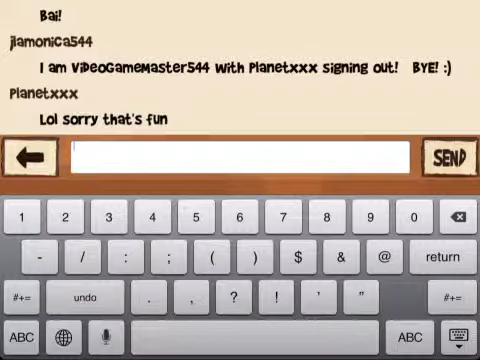 Bai!
jlamonica544
I am VideoGameMaster544 with Planetxxx signing out! BYE! :)
Planetxxx
Lol sorry that's fun
SEND
1 2 3 4 5 6 7 8 9 0
- / : ; ( ) $ & @ return
#+= undo . , ? ! ' " #+=
ABC ABC